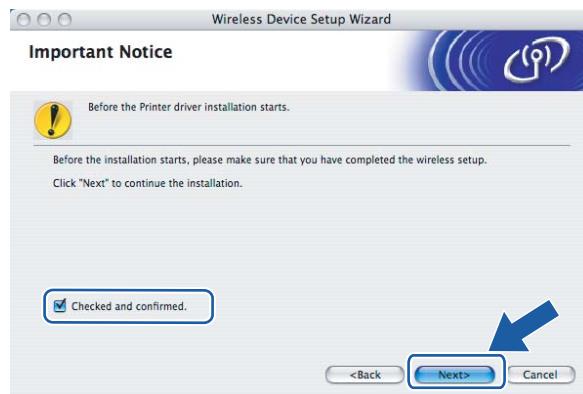 Wireless Device Setup Wizard
Important Notice
Before the Printer driver installation starts.
Before the installation starts, please make sure that you have completed the wireless setup.
Click "Next" to continue the installation.
Checked and confirmed.
<Back Next> Cancel